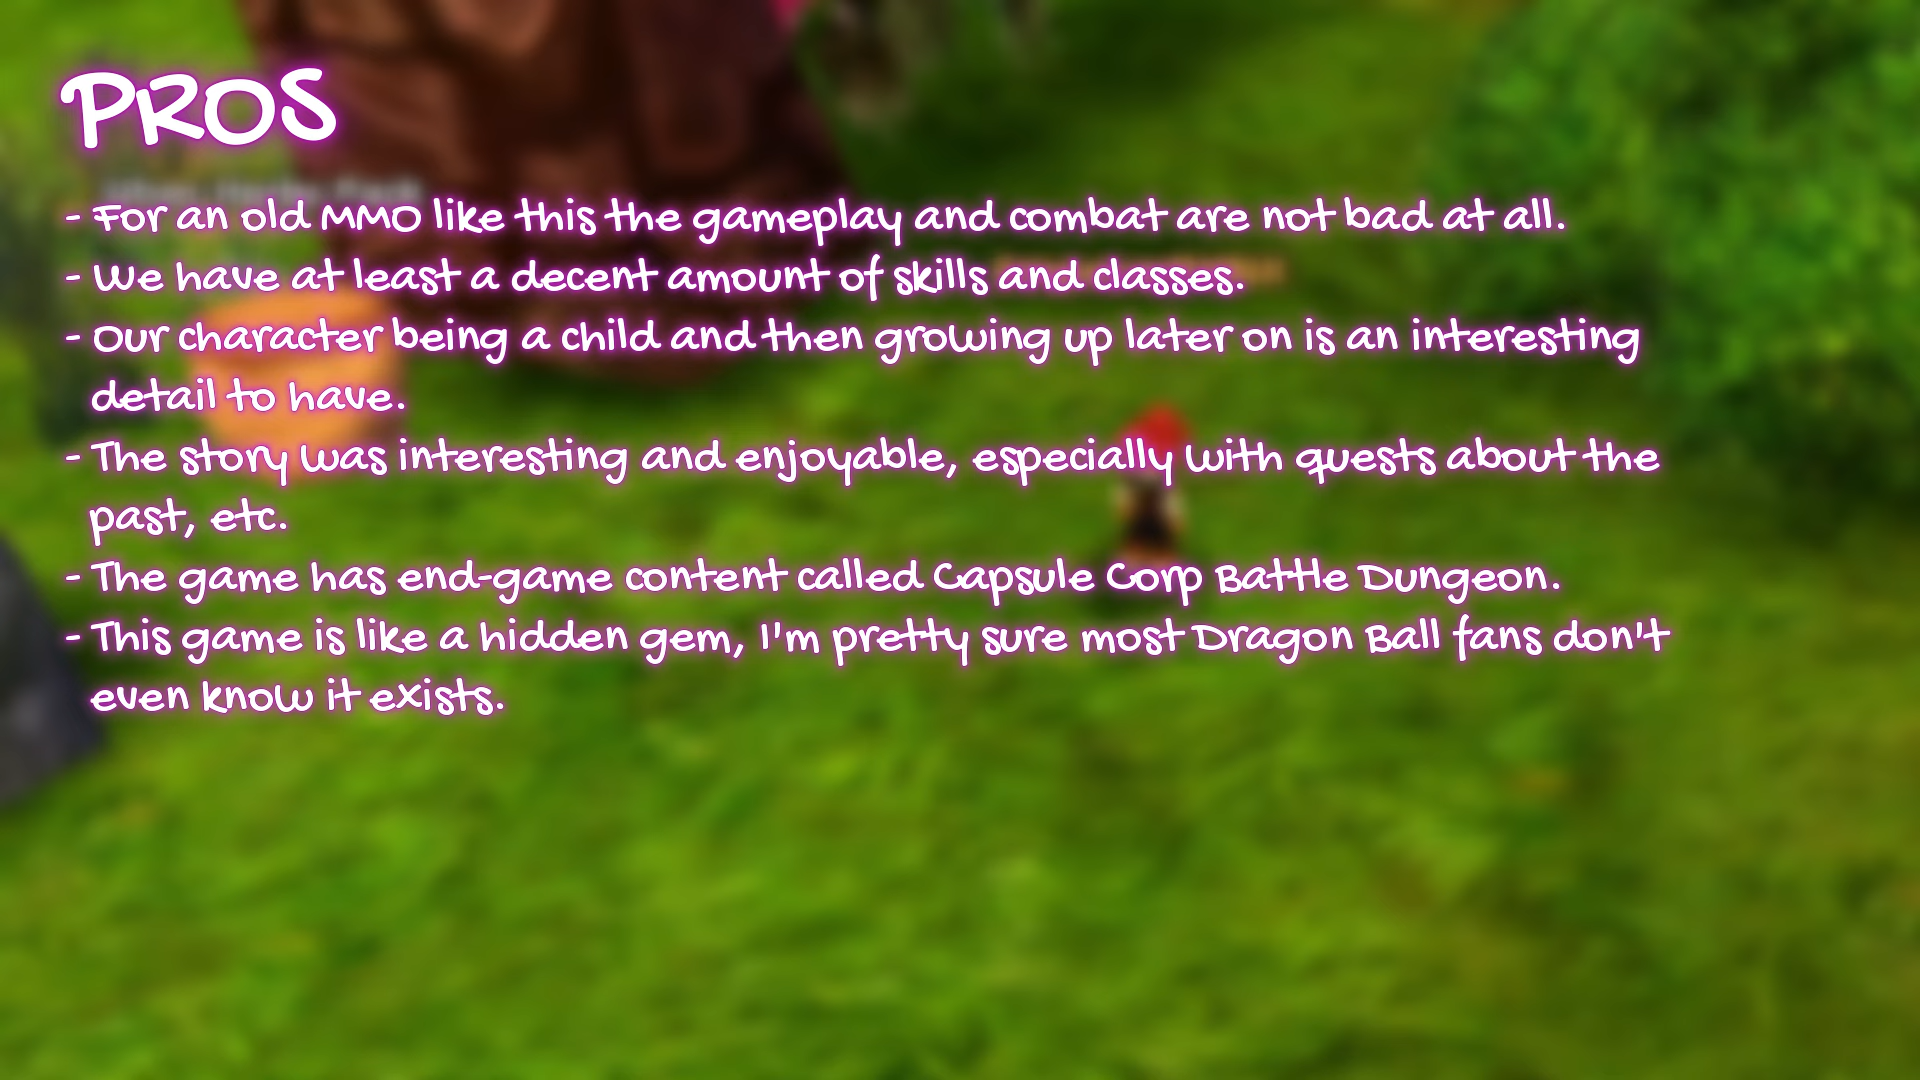 PROS
- For an old MMO like this the gameplay and combat are not bad at all.
- We have at least a decent amount of skills and classes.
- Our character being a child and then growing up later on is an interesting
detail to have.
- The story was interesting and enjoyable, especially with quests about the
past, etc.
- The game has end-game content called Capsule Corp Battle Dungeon.
- This game is like a hidden gem, I'm pretty sure most Dragon Ball fans don't
even know it exists.